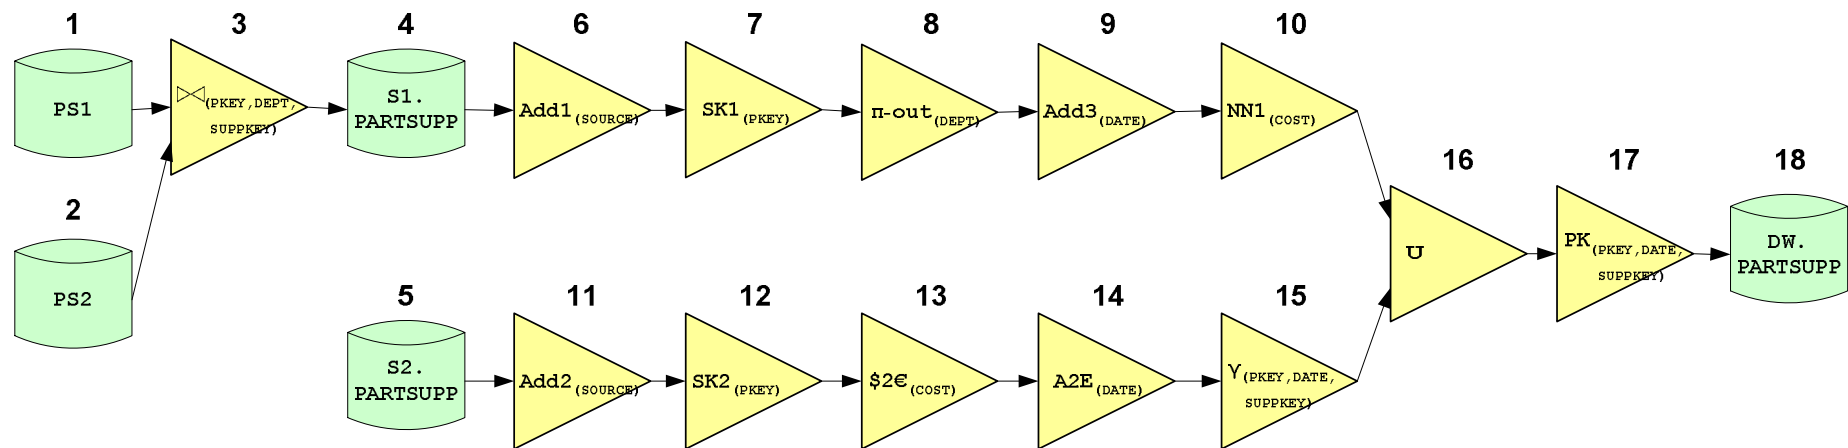 1
3
4
6
7
8
9
10
PS1
⋈(PKEY,DEPT,
SUPPKEY)
S1.
PARTSUPP
Add1(SOURCE)
SK1(PKEY)
π-out(DEPT)
Add3(DATE)
NN1(COST)
2
16
17
18
PS2
U
PK(PKEY,DATE,
SUPPKEY)
DW.
PARTSUPP
5
11
12
13
14
15
S2.
PARTSUPP
Add2(SOURCE)
SK2(PKEY)
$2€(COST)
A2E(DATE)
γ(PKEY,DATE,
SUPPKEY)